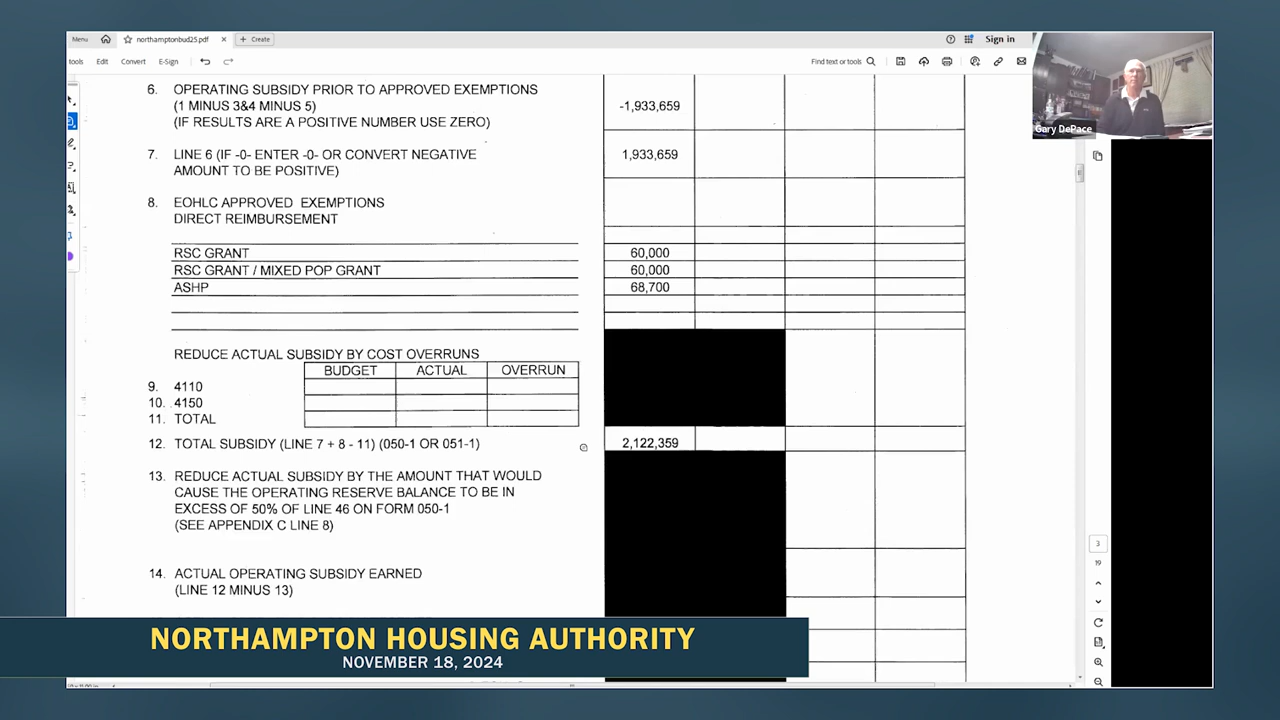 Menu
northamptonbud25.pdf
Create
Sign in
tools
Edit
Convert
E-Sign
Find text or tools
Gary DePace
6. OPERATING SUBSIDY PRIOR TO APPROVED EXEMPTIONS
(1 MINUS 3&4 MINUS 5) -1,933,659
(IF RESULTS ARE A POSITIVE NUMBER USE ZERO)
7. LINE 6 (IF -0- ENTER -0- OR CONVERT NEGATIVE 1,933,659
AMOUNT TO BE POSITIVE)
8. EOHLC APPROVED EXEMPTIONS
DIRECT REIMBURSEMENT
RSC GRANT 60,000
RSC GRANT / MIXED POP GRANT 60,000
ASHP 68,700
REDUCE ACTUAL SUBSIDY BY COST OVERRUNS
BUDGET ACTUAL OVERRUN
9. 4110
10. 4150
11. TOTAL
12. TOTAL SUBSIDY (LINE 7 + 8 - 11) (050-1 OR 051-1) 2,122,359
13. REDUCE ACTUAL SUBSIDY BY THE AMOUNT THAT WOULD
CAUSE THE OPERATING RESERVE BALANCE TO BE IN
EXCESS OF 50% OF LINE 46 ON FORM 050-1
(SEE APPENDIX C LINE 8)
14. ACTUAL OPERATING SUBSIDY EARNED
(LINE 12 MINUS 13)
3
19
NORTHAMPTON HOUSING AUTHORITY
NOVEMBER 18, 2024